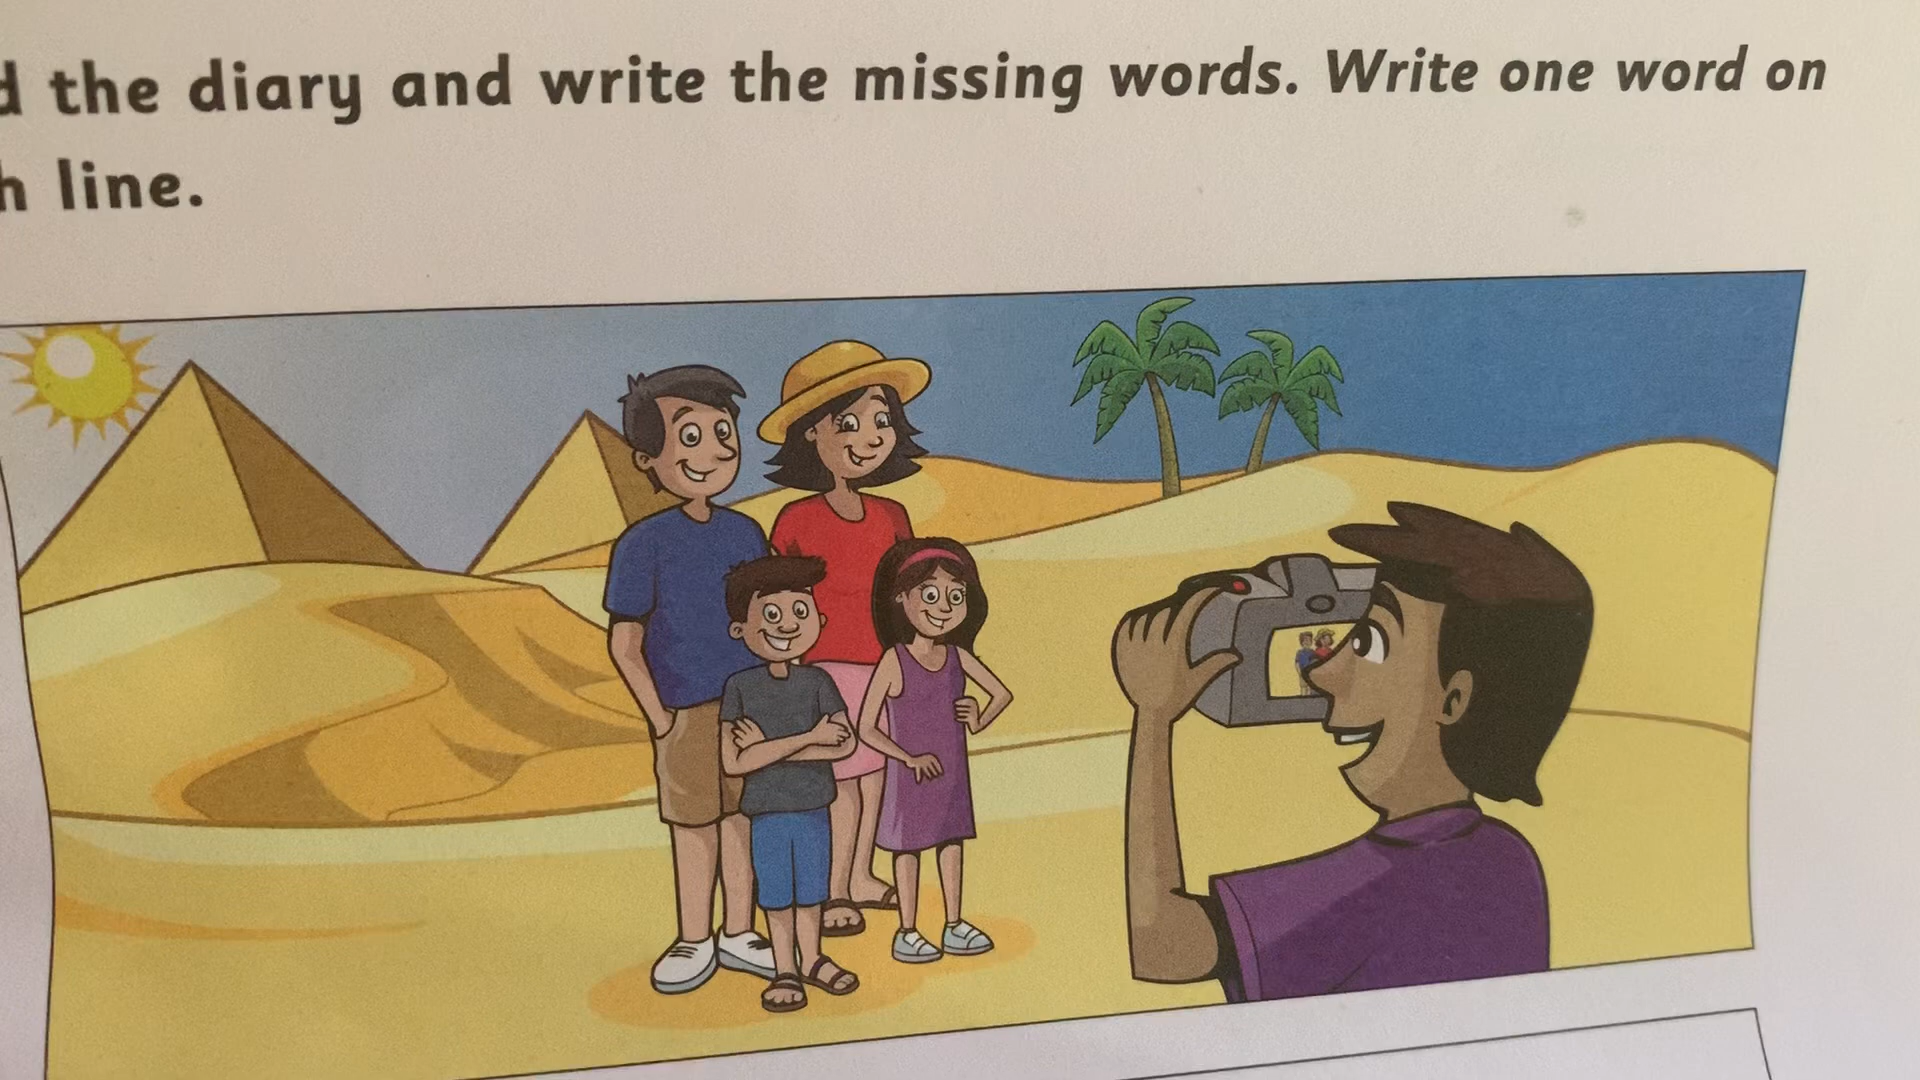 d the diary and write the missing words. Write one word on
h line.